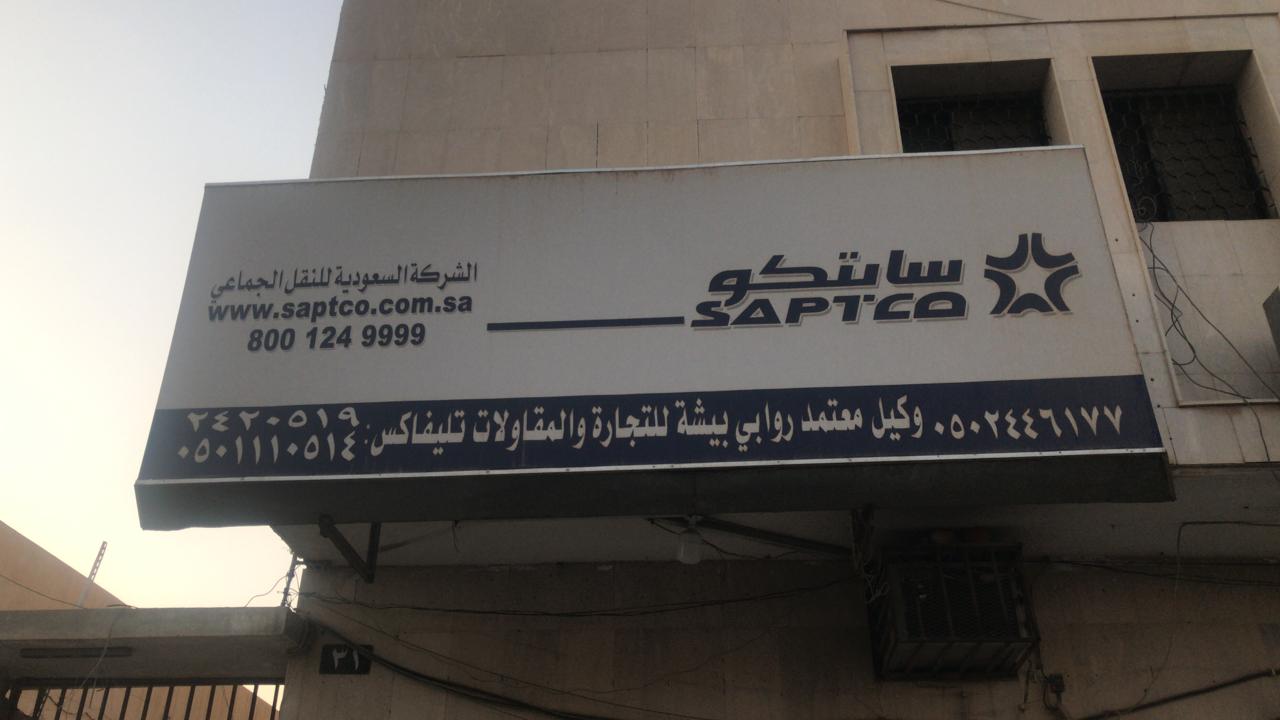 سابتكو
SAPTCO
الشركة السعودية للنقل الجماعي
www.saptco.com.sa
800 124 9999
٠٥٠٢٤٤٦١٧٧ وكيل معتمد روابي بيشة للتجارة والمقاولات تليفاكس: ٢٤٢٠٥١٩
٠٥٠١١١٠٥١٤
٣١